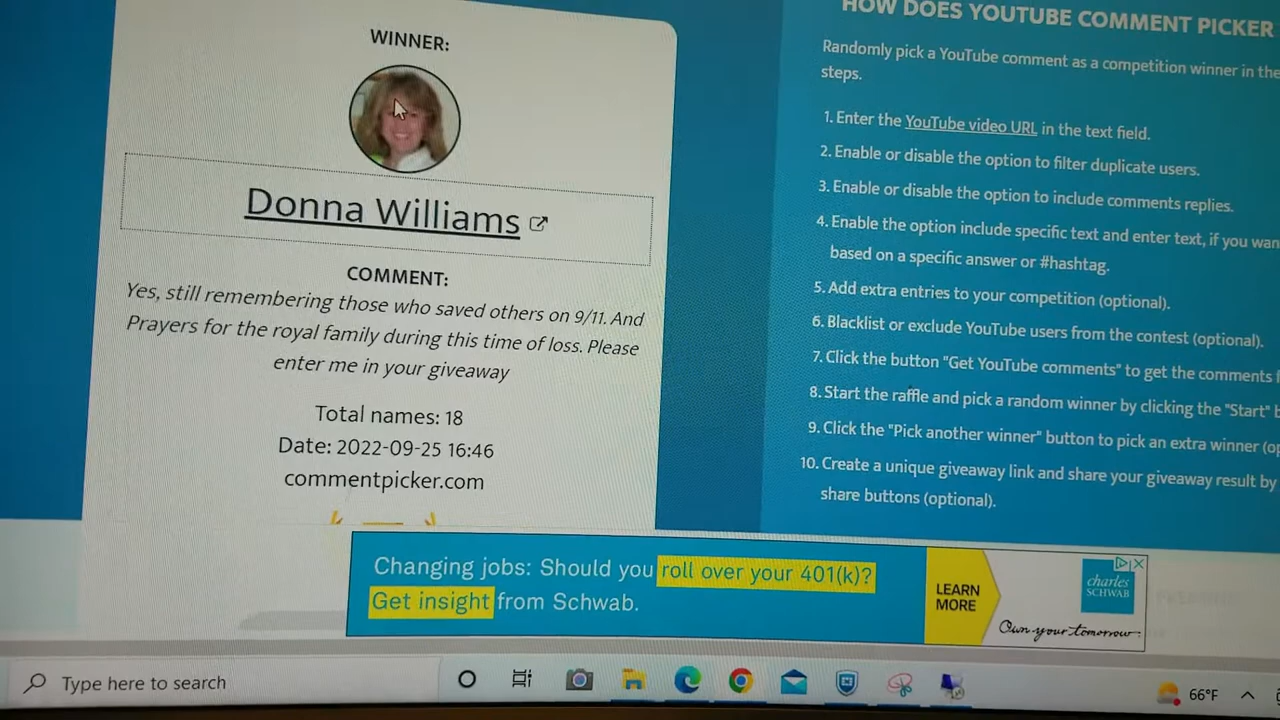 WINNER:
Donna Williams
COMMENT:
Yes, still remembering those who saved others on 9/11. And
Prayers for the royal family during this time of loss. Please
enter me in your giveaway
Total names: 18
Date: 2022-09-25 16:46
commentpicker.com
HOW DOES YOUTUBE COMMENT PICKER
Randomly pick a YouTube comment as a competition winner in the
steps.
1. Enter the YouTube video URL in the text field.
2. Enable or disable the option to filter duplicate users.
3. Enable or disable the option to include comments replies.
4. Enable the option include specific text and enter text, if you wan
based on a specific answer or #hashtag.
5. Add extra entries to your competition (optional).
6. Blacklist or exclude YouTube users from the contest (optional).
7. Click the button "Get YouTube comments" to get the comments
8. Start the raffle and pick a random winner by clicking the "Start" b
9. Click the "Pick another winner" button to pick an extra winner (op
10. Create a unique giveaway link and share your giveaway result by
share buttons (optional).
Changing jobs: Should you roll over your 401(k)?
Get insight from Schwab.
LEARN
MORE
charles
SCHWAB
Own your tomorrow.
Type here to search
66°F